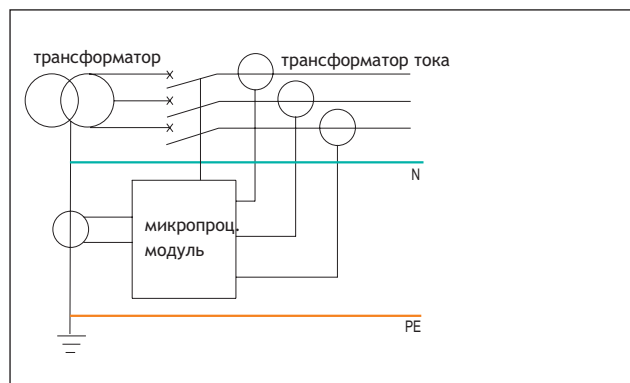 трансформатор
трансформатор тока
N
микропроц.
модуль
PE